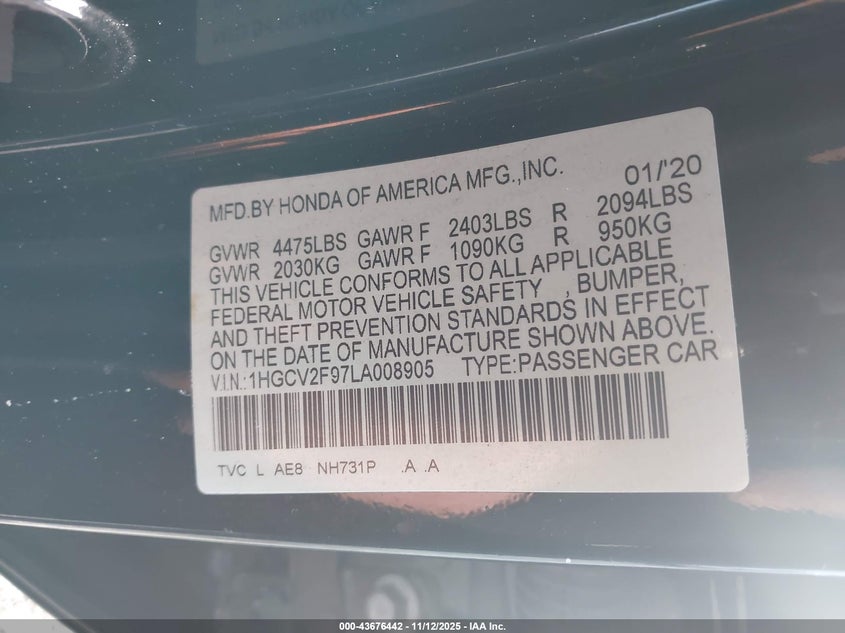 MFD.BY HONDA OF AMERICA MFG.,INC. 01/'20
GVWR 4475LBS GAWR F 2403LBS R 2094LBS
GVWR 2030KG GAWR F 1090KG R 950KG
THIS VEHICLE CONFORMS TO ALL APPLICABLE
FEDERAL MOTOR VEHICLE SAFETY , BUMPER,
AND THEFT PREVENTION STANDARDS IN EFFECT
ON THE DATE OF MANUFACTURE SHOWN ABOVE.
V.I.N.:1HGCV2F97LA008905 TYPE:PASSENGER CAR
TVC L AE8 NH731P .A .A
000-43676442 - 11/12/2025 - IAA Inc.